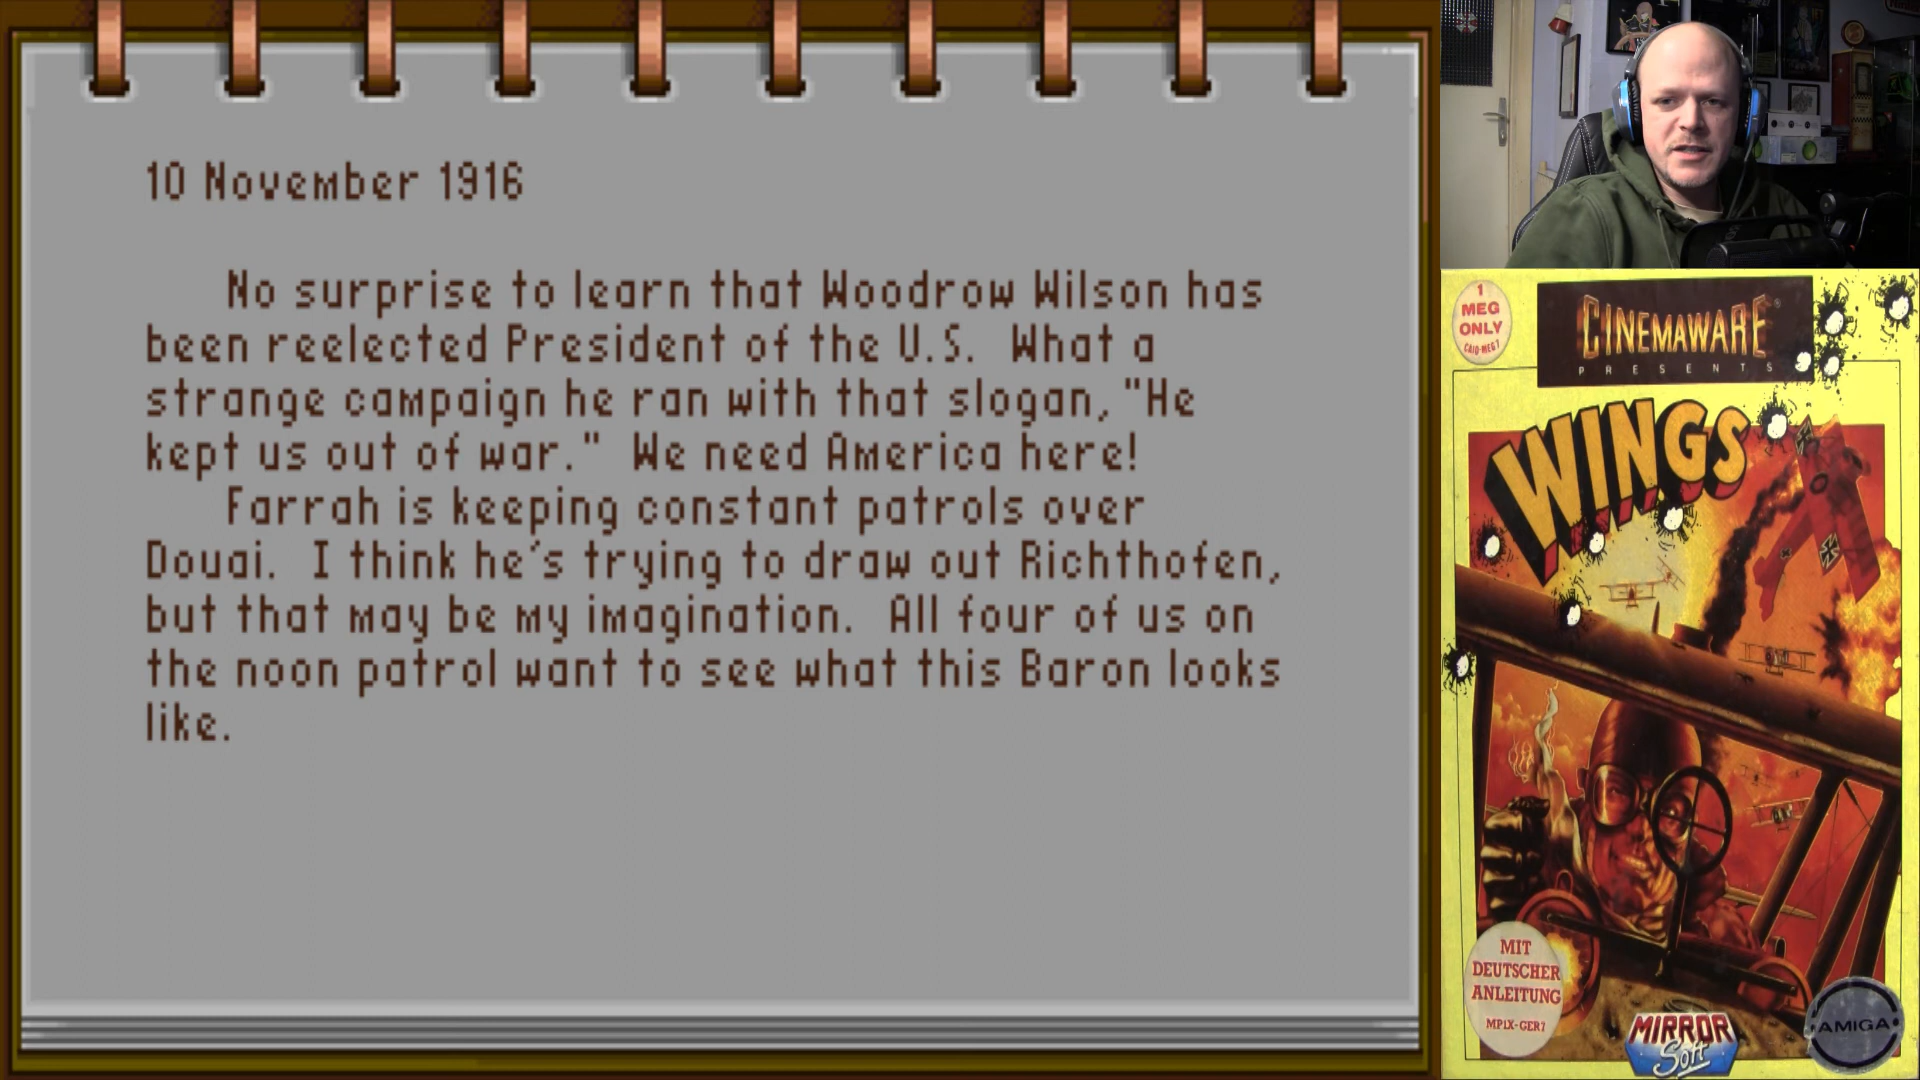 10 November 1916
No surprise to learn that Woodrow Wilson has
been reelected President of the U.S.  What a
strange campaign he ran with that slogan, "He
kept us out of war."  We need America here!
Farrah is keeping constant patrols over
Douai.  I think he's trying to draw out Richthofen,
but that may be my imagination.  All four of us on
the noon patrol want to see what this Baron looks
like.
1
MEG
ONLY
CAIQ-MEG7
CINEMAWARE
PRESENTS
WINGS
MIT
DEUTSCHER
ANLEITUNG
MPLX-GER7
MIRROR
Soft
AMIGA